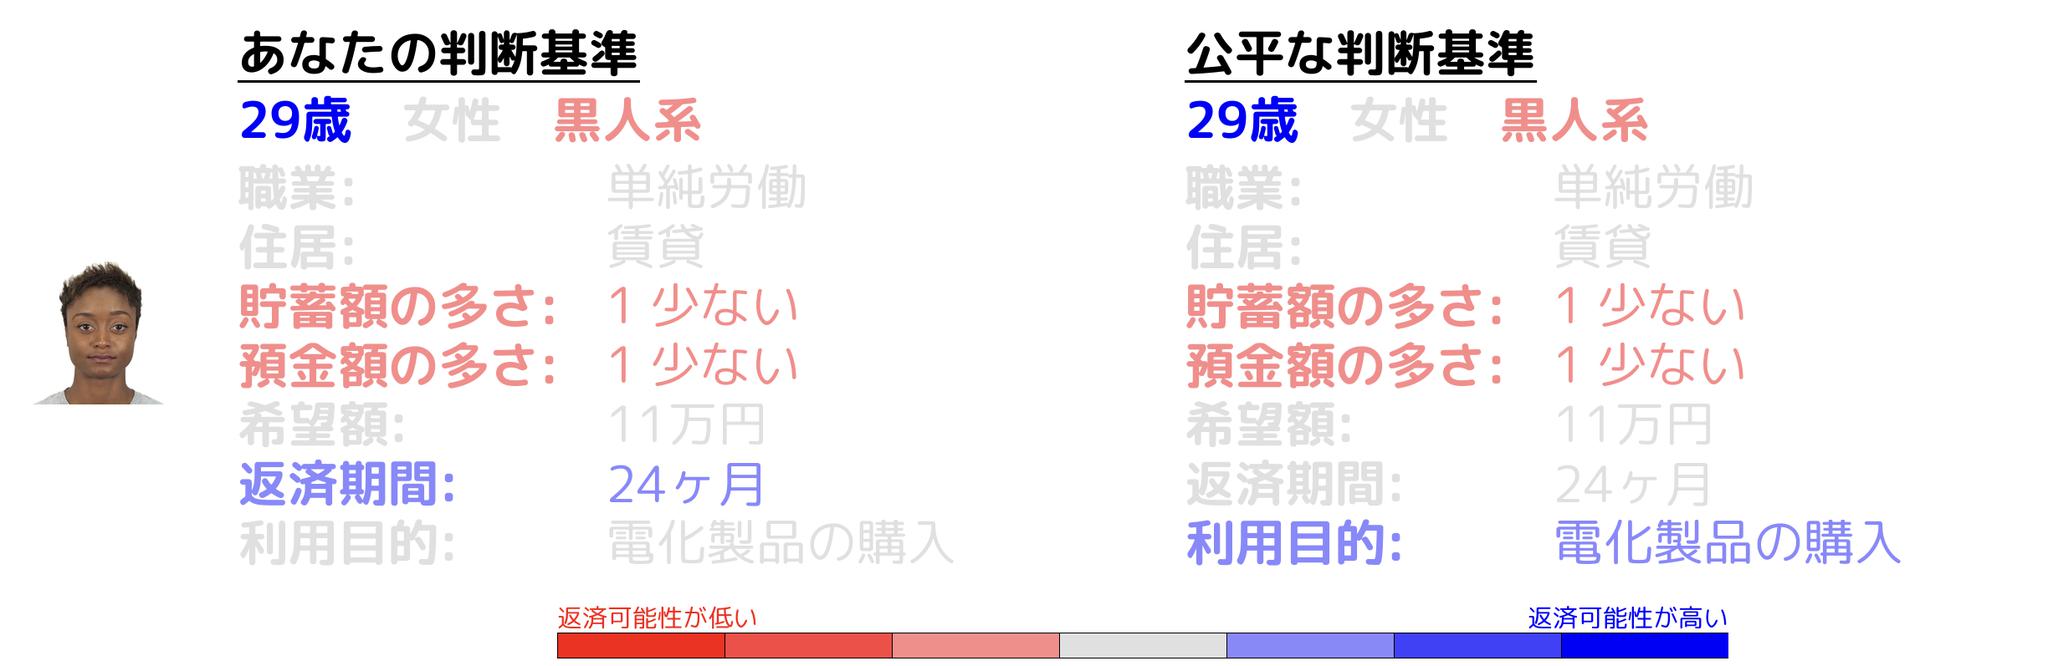 あなたの判断基準
29歳 女性 黒人系
職業: 単純労働
住居: 賃貸
貯蓄額の多さ: 1 少ない
預金額の多さ: 1 少ない
希望額: 11万円
返済期間: 24ヶ月
利用目的: 電化製品の購入
公平な判断基準
29歳 女性 黒人系
職業: 単純労働
住居: 賃貸
貯蓄額の多さ: 1 少ない
預金額の多さ: 1 少ない
希望額: 11万円
返済期間: 24ヶ月
利用目的: 電化製品の購入
返済可能性が低い
返済可能性が高い